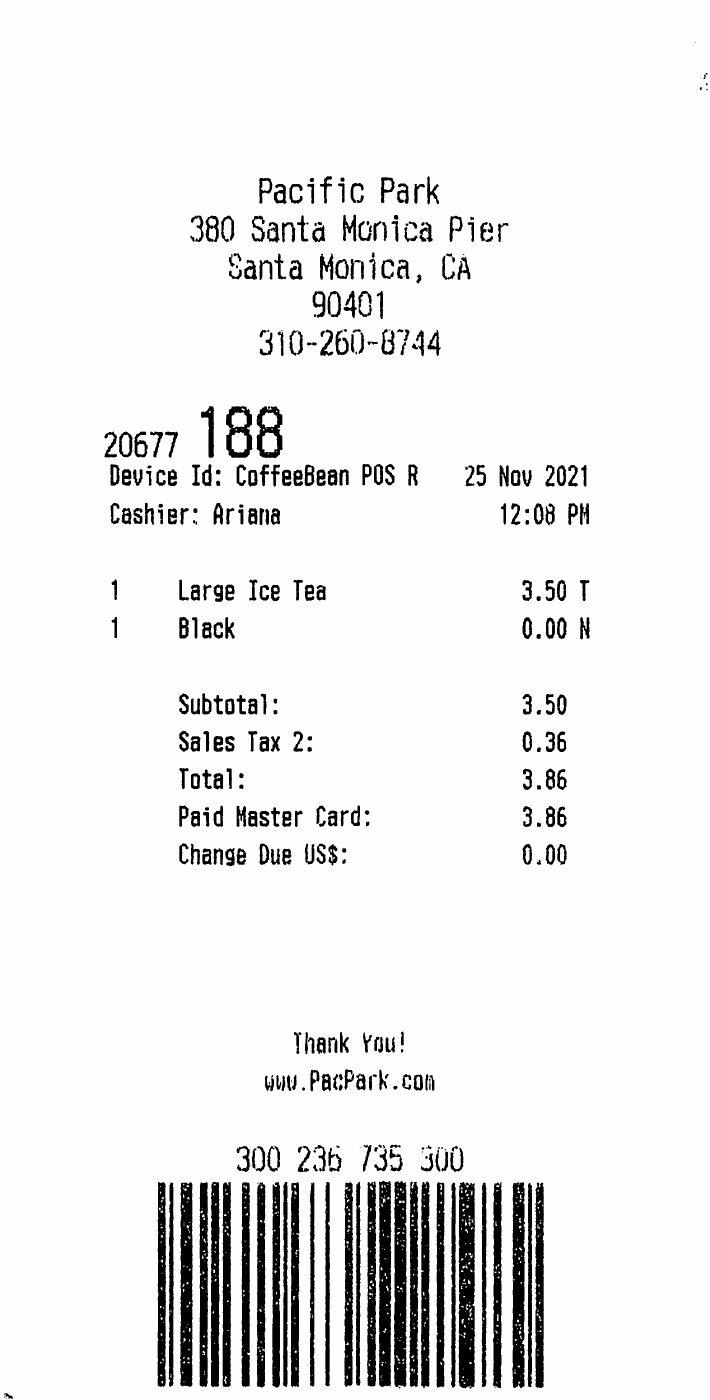 Pacific Park
380 Santa Monica Pier
Santa Monica, CA
90401
310-260-8744
20677 188
Device Id: CoffeeBean POS R 25 Nov 2021
Cashier: Ariana 12:08 PM
1 Large Ice Tea 3.50 T
1 Black 0.00 N
Subtotal: 3.50
Sales Tax 2: 0.36
Total: 3.86
Paid Master Card: 3.86
Change Due US$: 0.00
Thank You!
www.PacPark.com
300 236 735 300